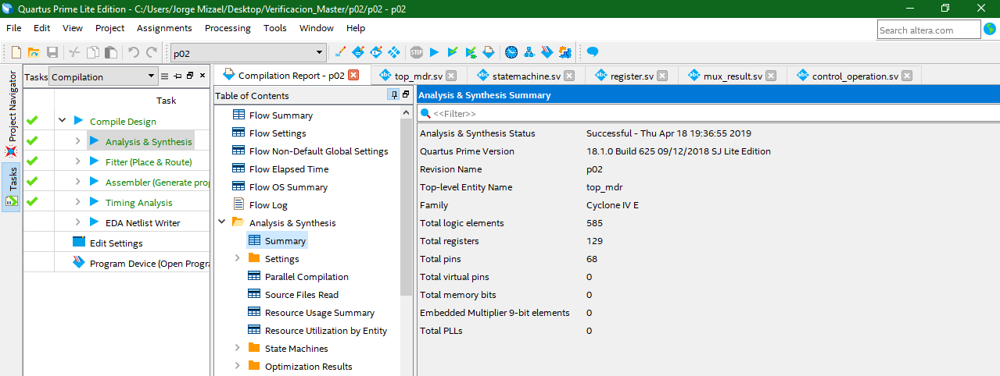 Quartus Prime Lite Edition - C:/Users/Jorge Mizael/Desktop/Verificacion_Master/p02/p02 - p02
File Edit View Project Assignments Processing Tools Window Help
Search altera.com
p02
STOP
Project Navigator
Tasks
Tasks Compilation
Task
Compile Design
Analysis & Synthesis
Fitter (Place & Route)
Assembler (Generate prog
Timing Analysis
EDA Netlist Writer
Edit Settings
Program Device (Open Progra
Compilation Report - p02
abc top_mdr.sv
abc statemachine.sv
abc register.sv
abc mux_result.sv
abc control_operation.sv
Table of Contents
Flow Summary
Flow Settings
Flow Non-Default Global Settings
Flow Elapsed Time
Flow OS Summary
Flow Log
Analysis & Synthesis
Summary
Settings
Parallel Compilation
Source Files Read
Resource Usage Summary
Resource Utilization by Entity
State Machines
Optimization Results
Analysis & Synthesis Summary
<<Filter>>
Analysis & Synthesis Status Successful - Thu Apr 18 19:36:55 2019
Quartus Prime Version 18.1.0 Build 625 09/12/2018 SJ Lite Edition
Revision Name p02
Top-level Entity Name top_mdr
Family Cyclone IV E
Total logic elements 585
Total registers 129
Total pins 68
Total virtual pins 0
Total memory bits 0
Embedded Multiplier 9-bit elements 0
Total PLLs 0